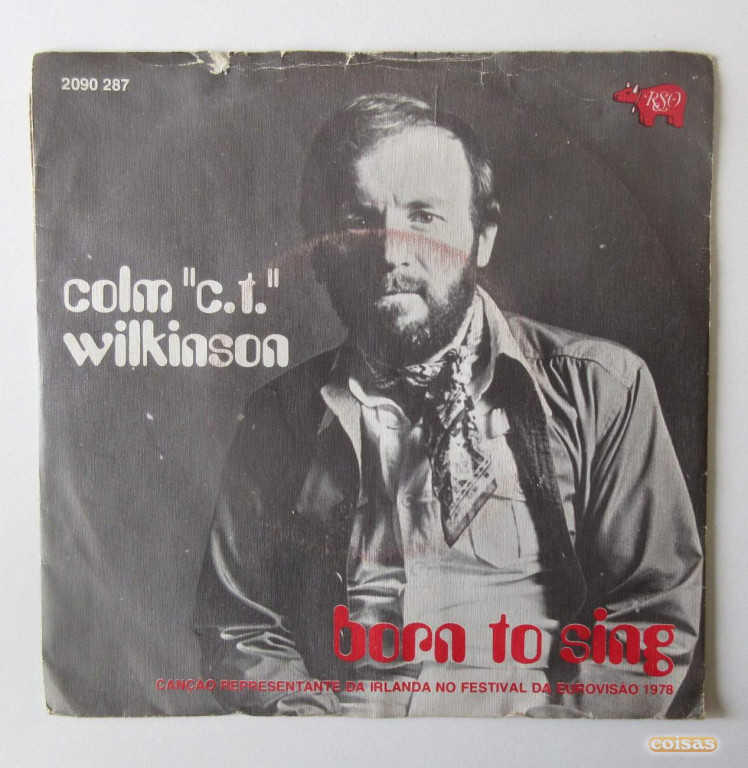 2090 287
RSO
colm "c.t."
wilkinson
born to sing
CANÇÃO REPRESENTANTE DA IRLANDA NO FESTIVAL DA EUROVISÃO 1978
coisas